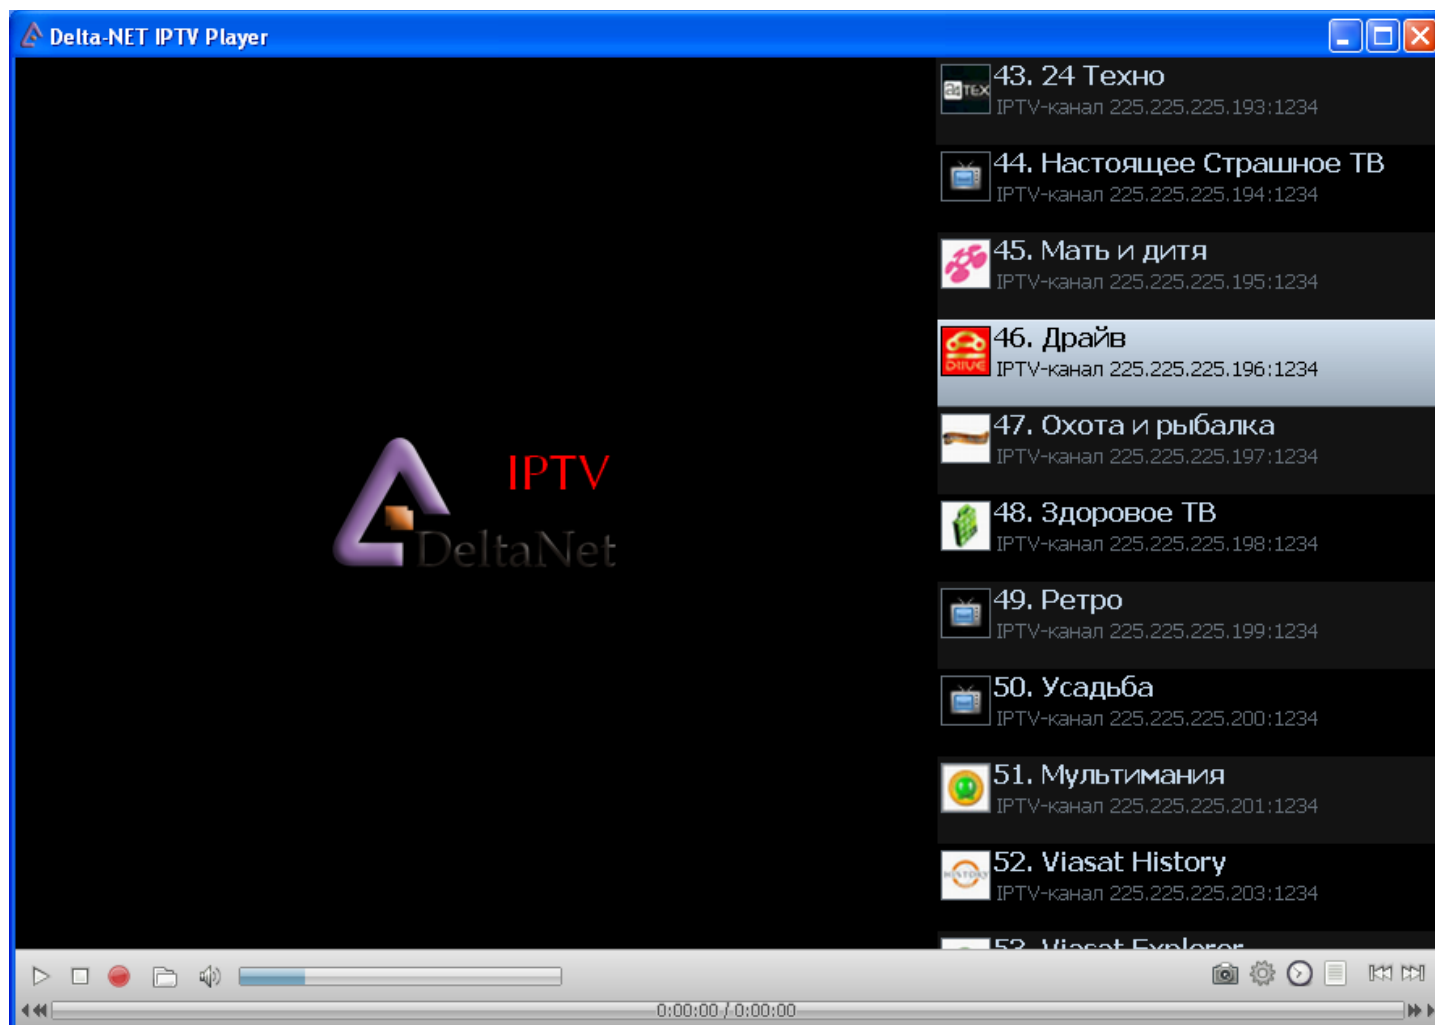 Delta-NET IPTV Player
43. 24 Техно
IPTV-канал 225.225.225.193:1234
44. Настоящее Страшное ТВ
IPTV-канал 225.225.225.194:1234
45. Мать и дитя
IPTV-канал 225.225.225.195:1234
46. Драйв
IPTV-канал 225.225.225.196:1234
47. Охота и рыбалка
IPTV-канал 225.225.225.197:1234
48. Здоровое ТВ
IPTV-канал 225.225.225.198:1234
49. Ретро
IPTV-канал 225.225.225.199:1234
50. Усадьба
IPTV-канал 225.225.225.200:1234
51. Мультимания
IPTV-канал 225.225.225.201:1234
52. Viasat History
IPTV-канал 225.225.225.203:1234
53. Viasat Explorer
IPTV
DeltaNet
0:00:00 / 0:00:00